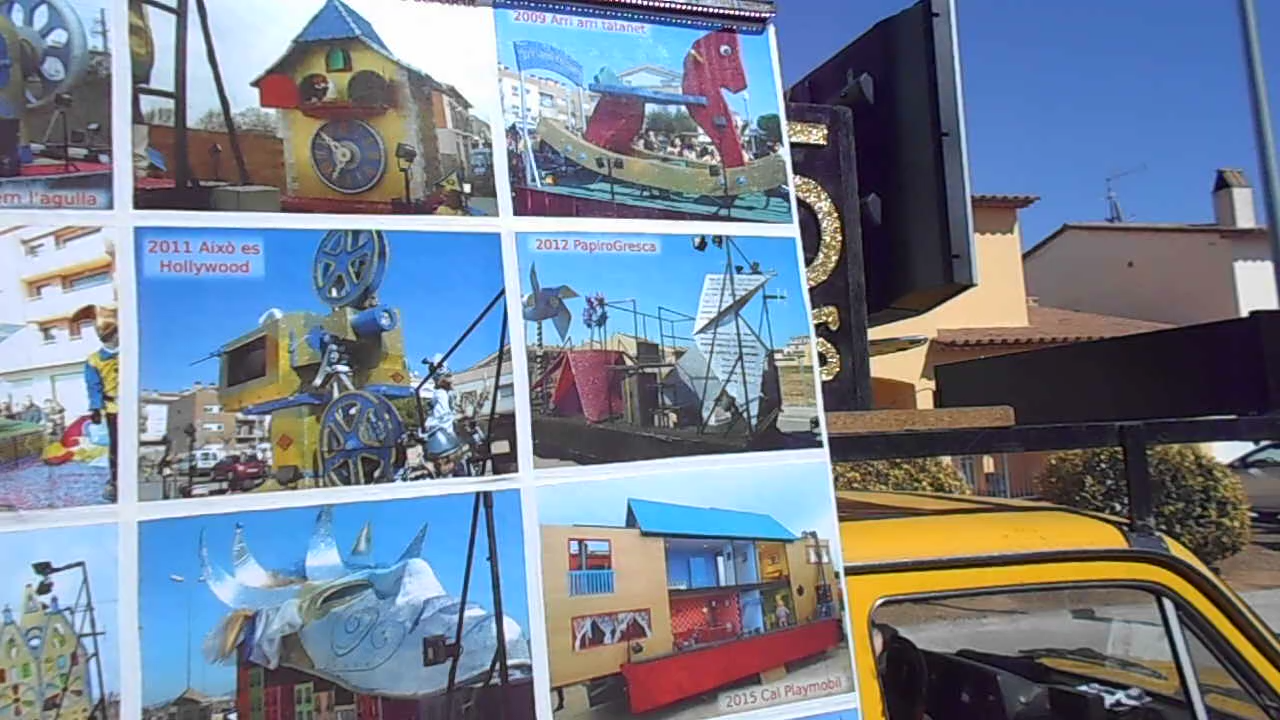 2009 Arri arri tatanet
em l'agulla
2011 Això es
Hollywood
2012 PapiroGresca
2015 Cal Playmobil